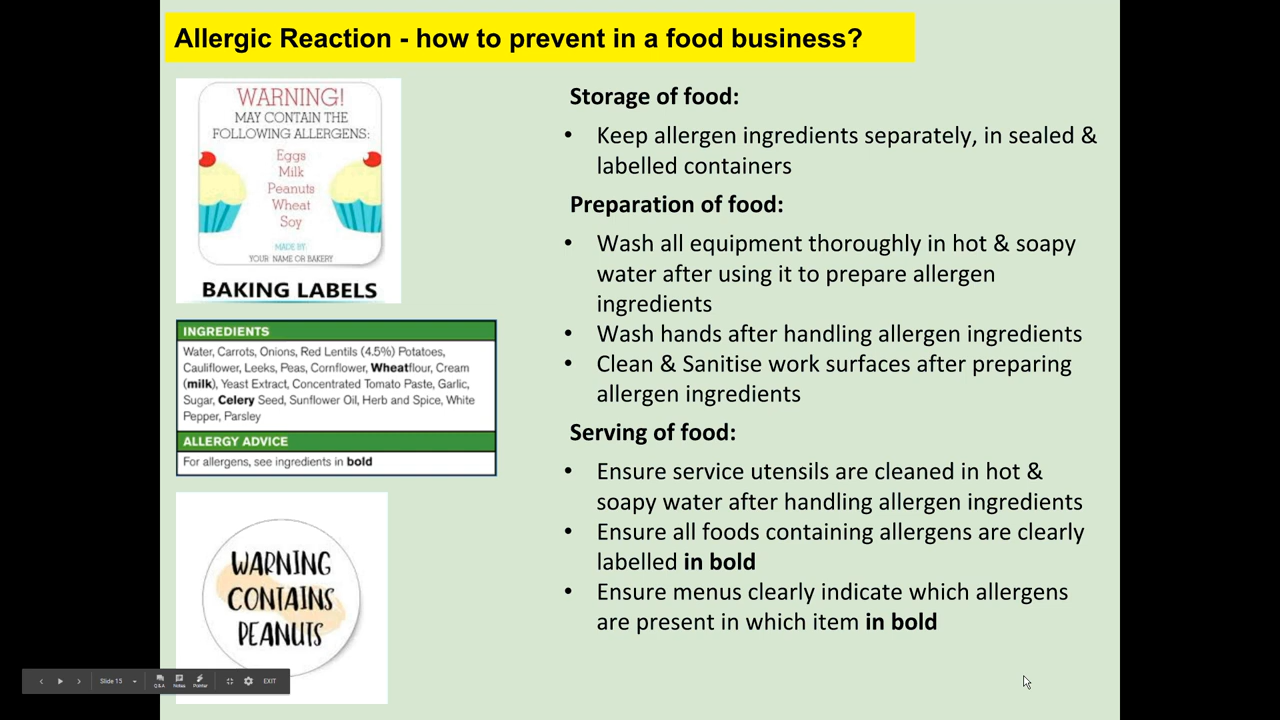 Allergic Reaction - how to prevent in a food business?
WARNING!
MAY CONTAIN THE
FOLLOWING ALLERGENS:
Eggs
Milk
Peanuts
Wheat
Soy
MADE BY:
YOUR NAME OR BAKERY
BAKING LABELS
INGREDIENTS
Water, Carrots, Onions, Red Lentils (4.5%) Potatoes,
Cauliflower, Leeks, Peas, Cornflower, Wheatflour, Cream
(milk), Yeast Extract, Concentrated Tomato Paste, Garlic,
Sugar, Celery Seed, Sunflower Oil, Herb and Spice, White
Pepper, Parsley
ALLERGY ADVICE
For allergens, see ingredients in bold
WARNING
CONTAINS
PEANUTS
Storage of food:
• Keep allergen ingredients separately, in sealed &
labelled containers
Preparation of food:
• Wash all equipment thoroughly in hot & soapy
water after using it to prepare allergen
ingredients
• Wash hands after handling allergen ingredients
• Clean & Sanitise work surfaces after preparing
allergen ingredients
Serving of food:
• Ensure service utensils are cleaned in hot &
soapy water after handling allergen ingredients
• Ensure all foods containing allergens are clearly
labelled in bold
• Ensure menus clearly indicate which allergens
are present in which item in bold
Slide 15
Q&A
Notes
Pointer
EXIT